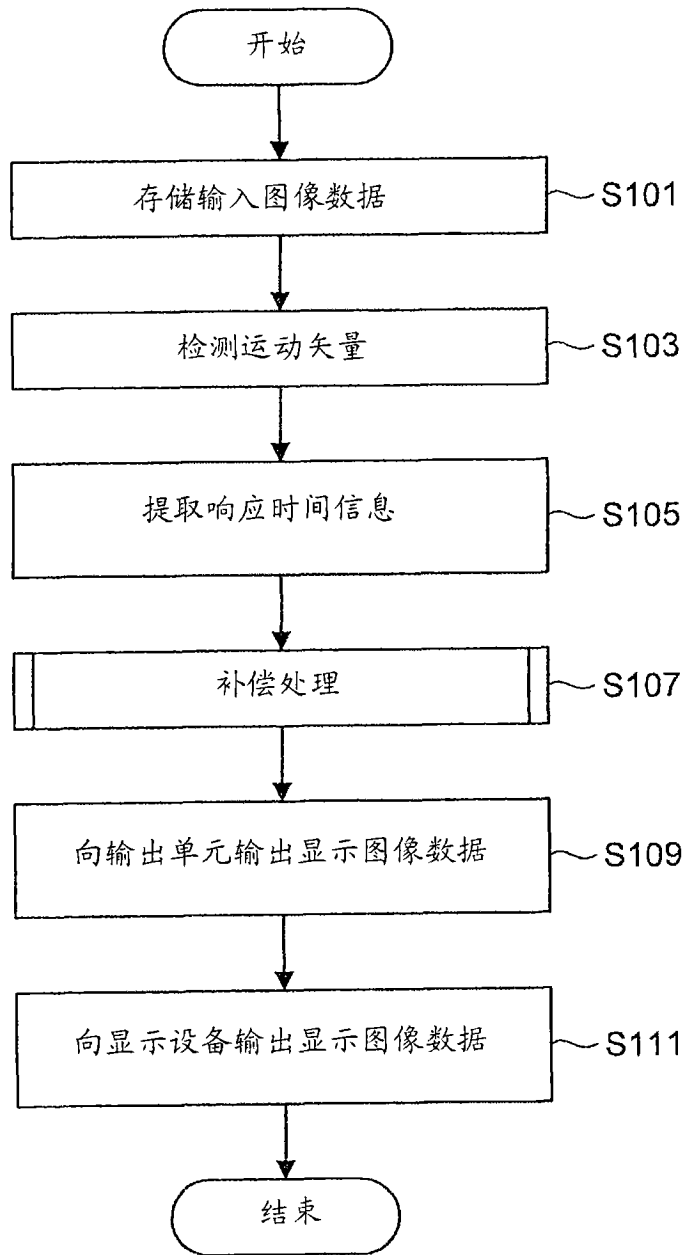 开始
存储输入图像数据
S101
检测运动矢量
S103
提取响应时间信息
S105
补偿处理
S107
向输出单元输出显示图像数据
S109
向显示设备输出显示图像数据
S111
结束